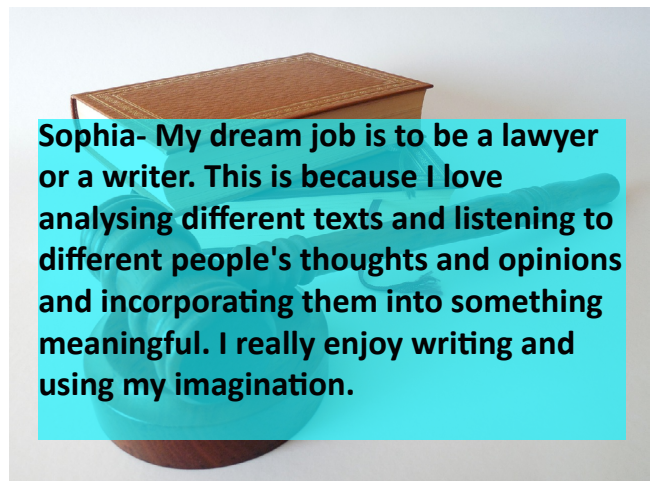 Sophia- My dream job is to be a lawyer
or a writer. This is because I love
analysing different texts and listening to
different people's thoughts and opinions
and incorporating them into something
meaningful. I really enjoy writing and
using my imagination.